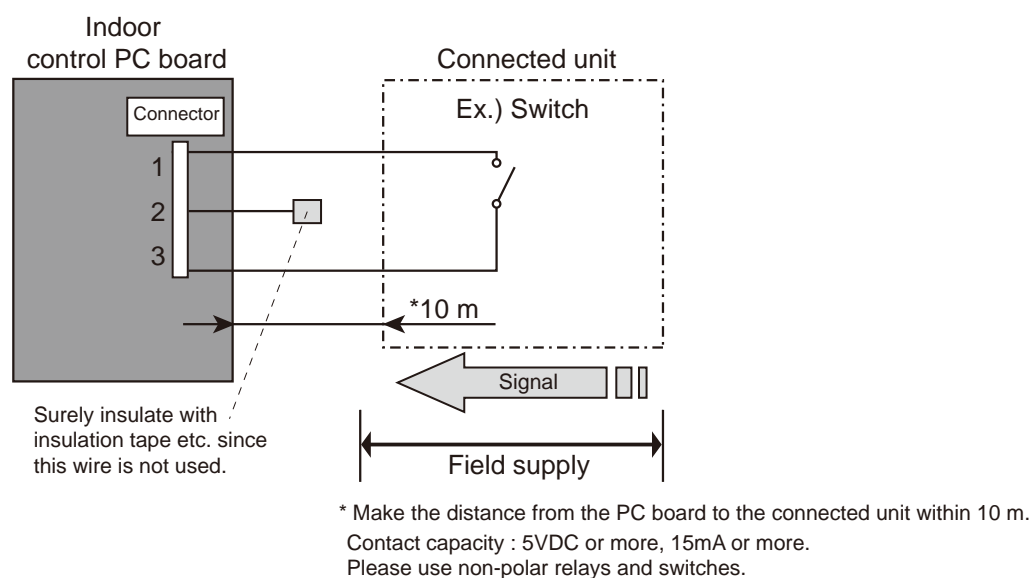 Indoor
control PC board
Connected unit
Connector
Ex.) Switch
1
2
3
*10 m
Signal
Surely insulate with
insulation tape etc. since
this wire is not used.
Field supply
* Make the distance from the PC board to the connected unit within 10 m.
Contact capacity : 5VDC or more, 15mA or more.
Please use non-polar relays and switches.